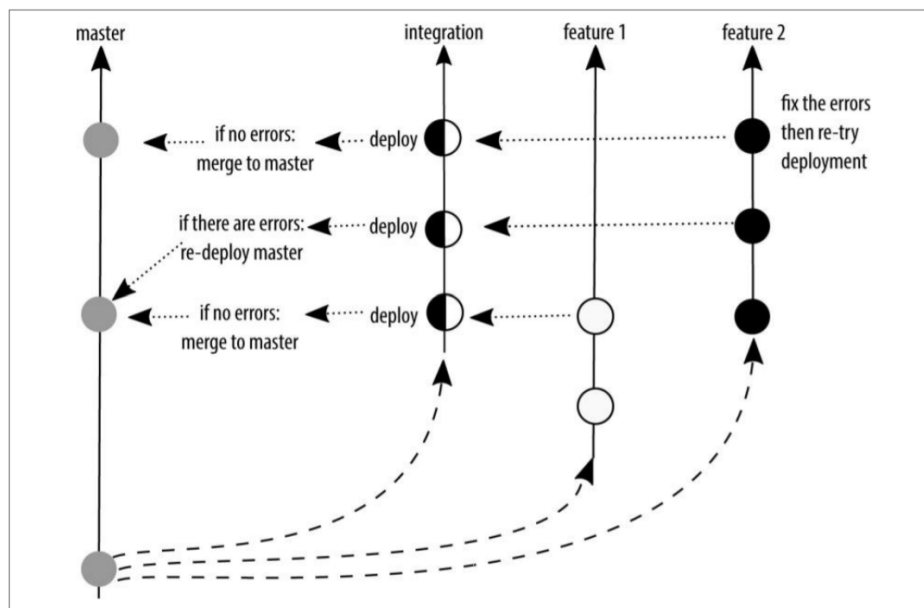 master
integration
feature 1
feature 2
fix the errors
then re-try
deployment
if no errors:
merge to master
deploy
if there are errors:
re-deploy master
deploy
if no errors:
merge to master
deploy